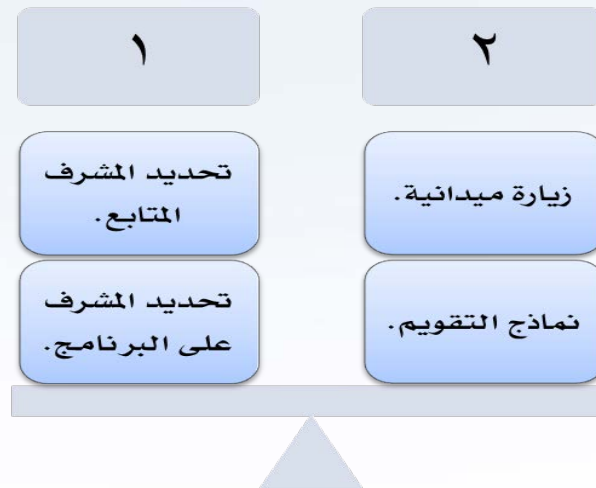 ١
تحديد المشرف
المتابع.
تحديد المشرف
على البرنامج.
٢
زيارة ميدانية.
نماذج التقويم.